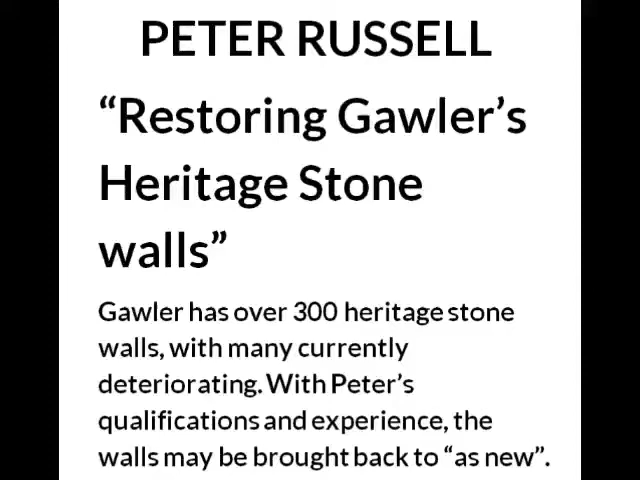 PETER RUSSELL
“Restoring Gawler’s
Heritage Stone
walls”
Gawler has over 300 heritage stone
walls, with many currently
deteriorating. With Peter’s
qualifications and experience, the
walls may be brought back to “as new”.